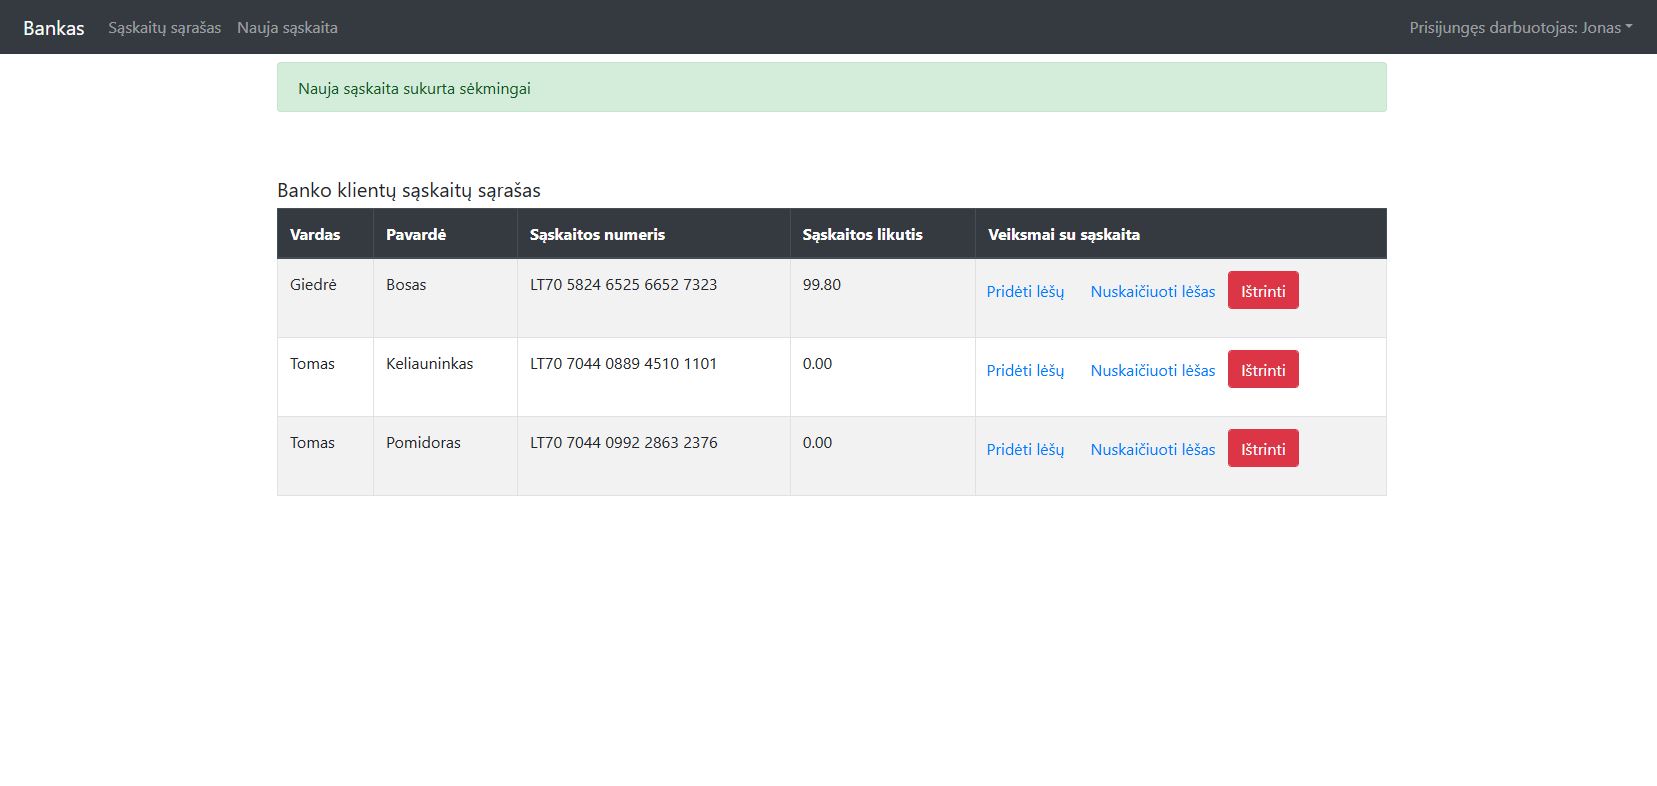 Bankas Sąskaitų sąrašas Nauja sąskaita Prisijungęs darbuotojas: Jonas
Nauja sąskaita sukurta sėkmingai
Banko klientų sąskaitų sąrašas
Vardas Pavardė Sąskaitos numeris Sąskaitos likutis Veiksmai su sąskaita
Giedrė Bosas LT70 5824 6525 6652 7323 99.80 Pridėti lėšų Nuskaičiuoti lėšas Ištrinti
Tomas Keliauninkas LT70 7044 0889 4510 1101 0.00 Pridėti lėšų Nuskaičiuoti lėšas Ištrinti
Tomas Pomidoras LT70 7044 0992 2863 2376 0.00 Pridėti lėšų Nuskaičiuoti lėšas Ištrinti